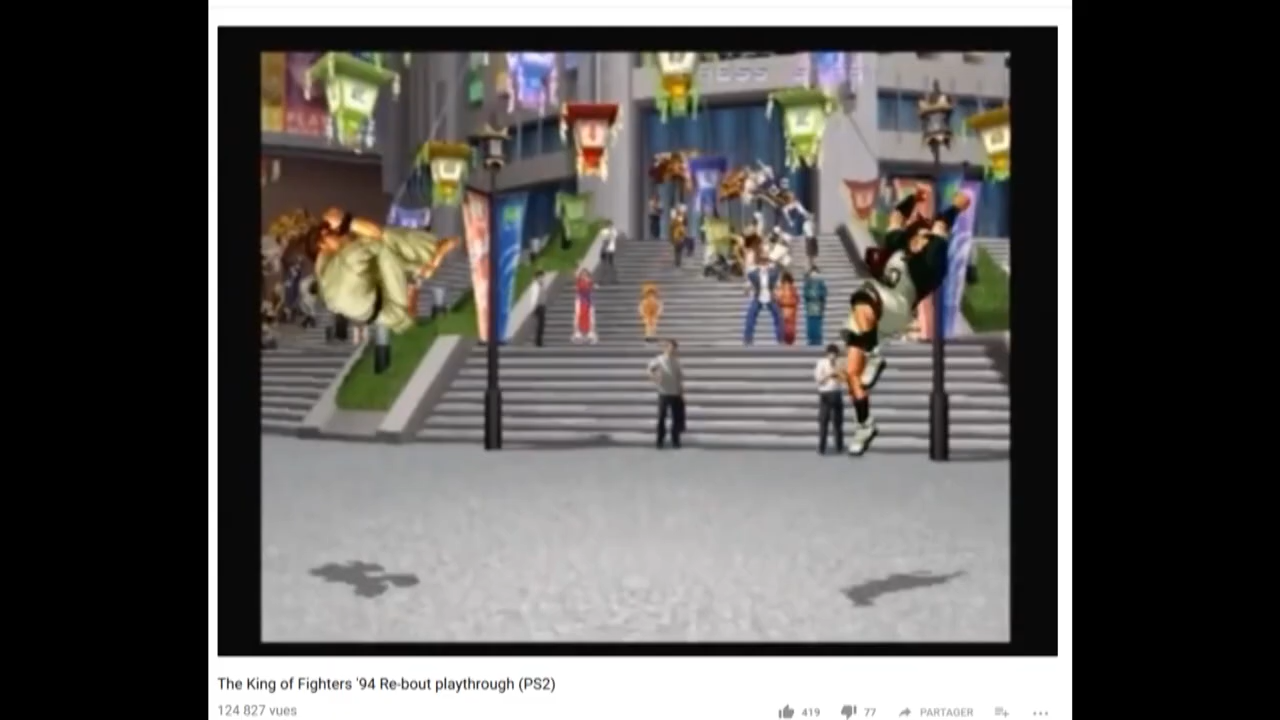 The King of Fighters '94 Re-bout playthrough (PS2)
124 827 vues
419
77
PARTAGER